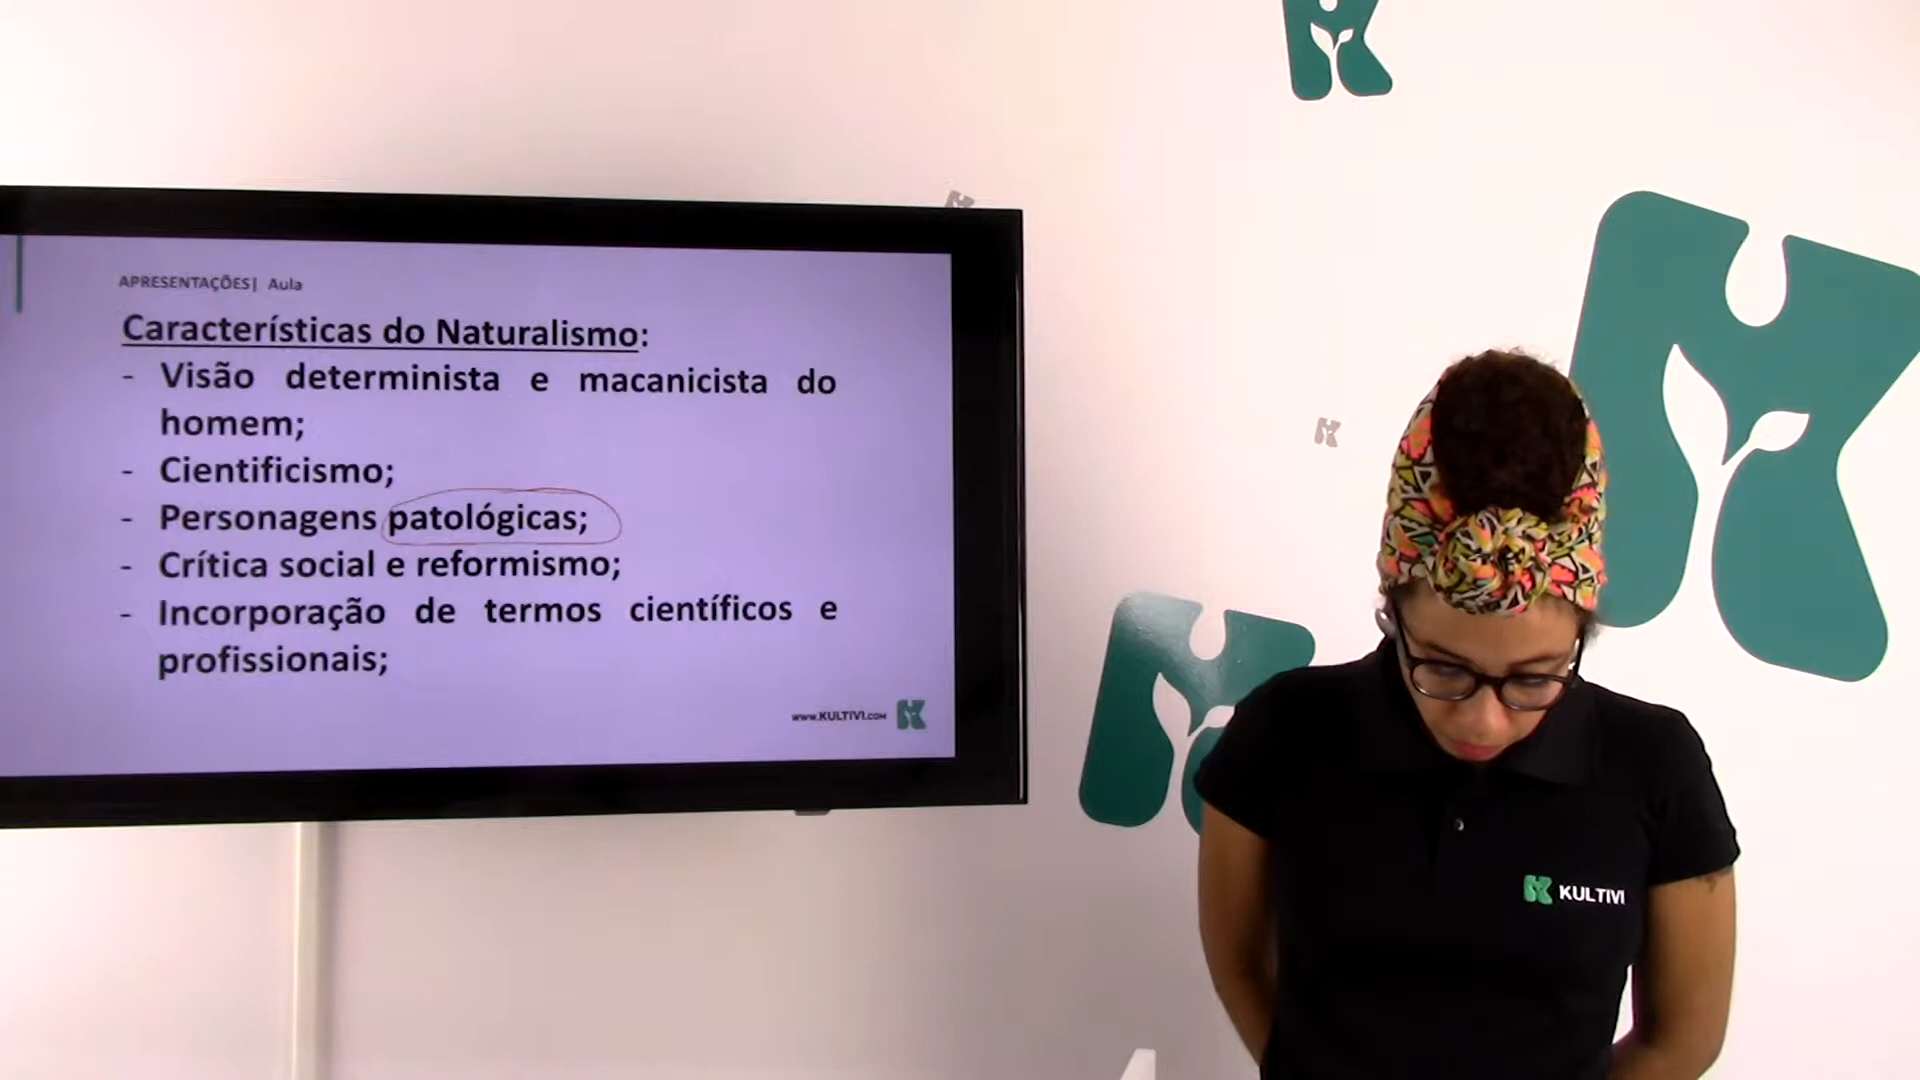 APRESENTAÇÕES| Aula
Características do Naturalismo:
- Visão determinista e macanicista do
homem;
- Cientificismo;
- Personagens patológicas;
- Crítica social e reformismo;
- Incorporação de termos científicos e
profissionais;
www.KULTIVI.COM
KULTIVI